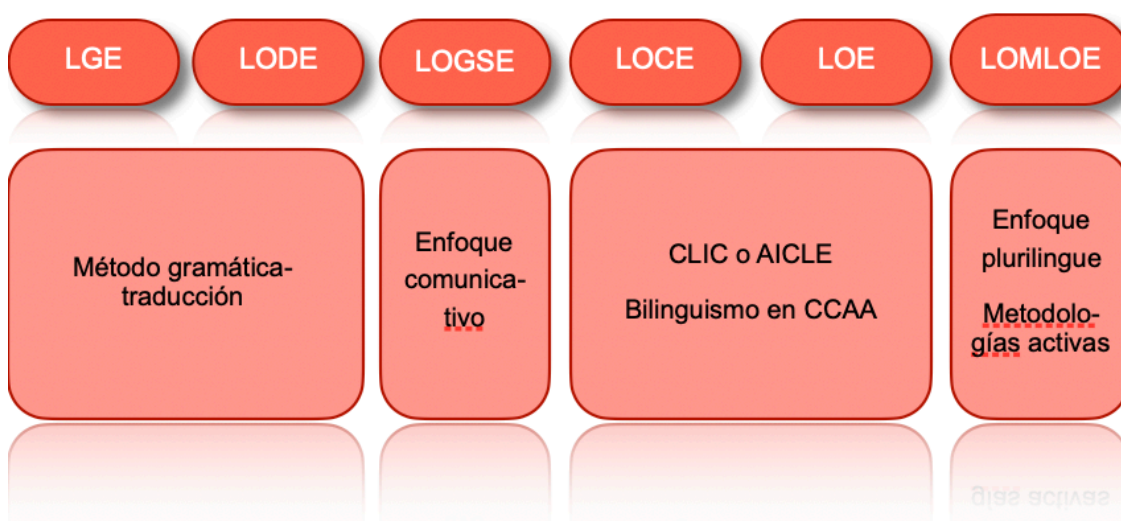 LGE
LODE
LOGSE
LOCE
LOE
LOMLOE
Método gramática-
traducción
Enfoque
comunica-
tivo
CLIC o AICLE
Bilinguismo en CCAA
Enfoque
plurilingue
Metodolo-
gías activas